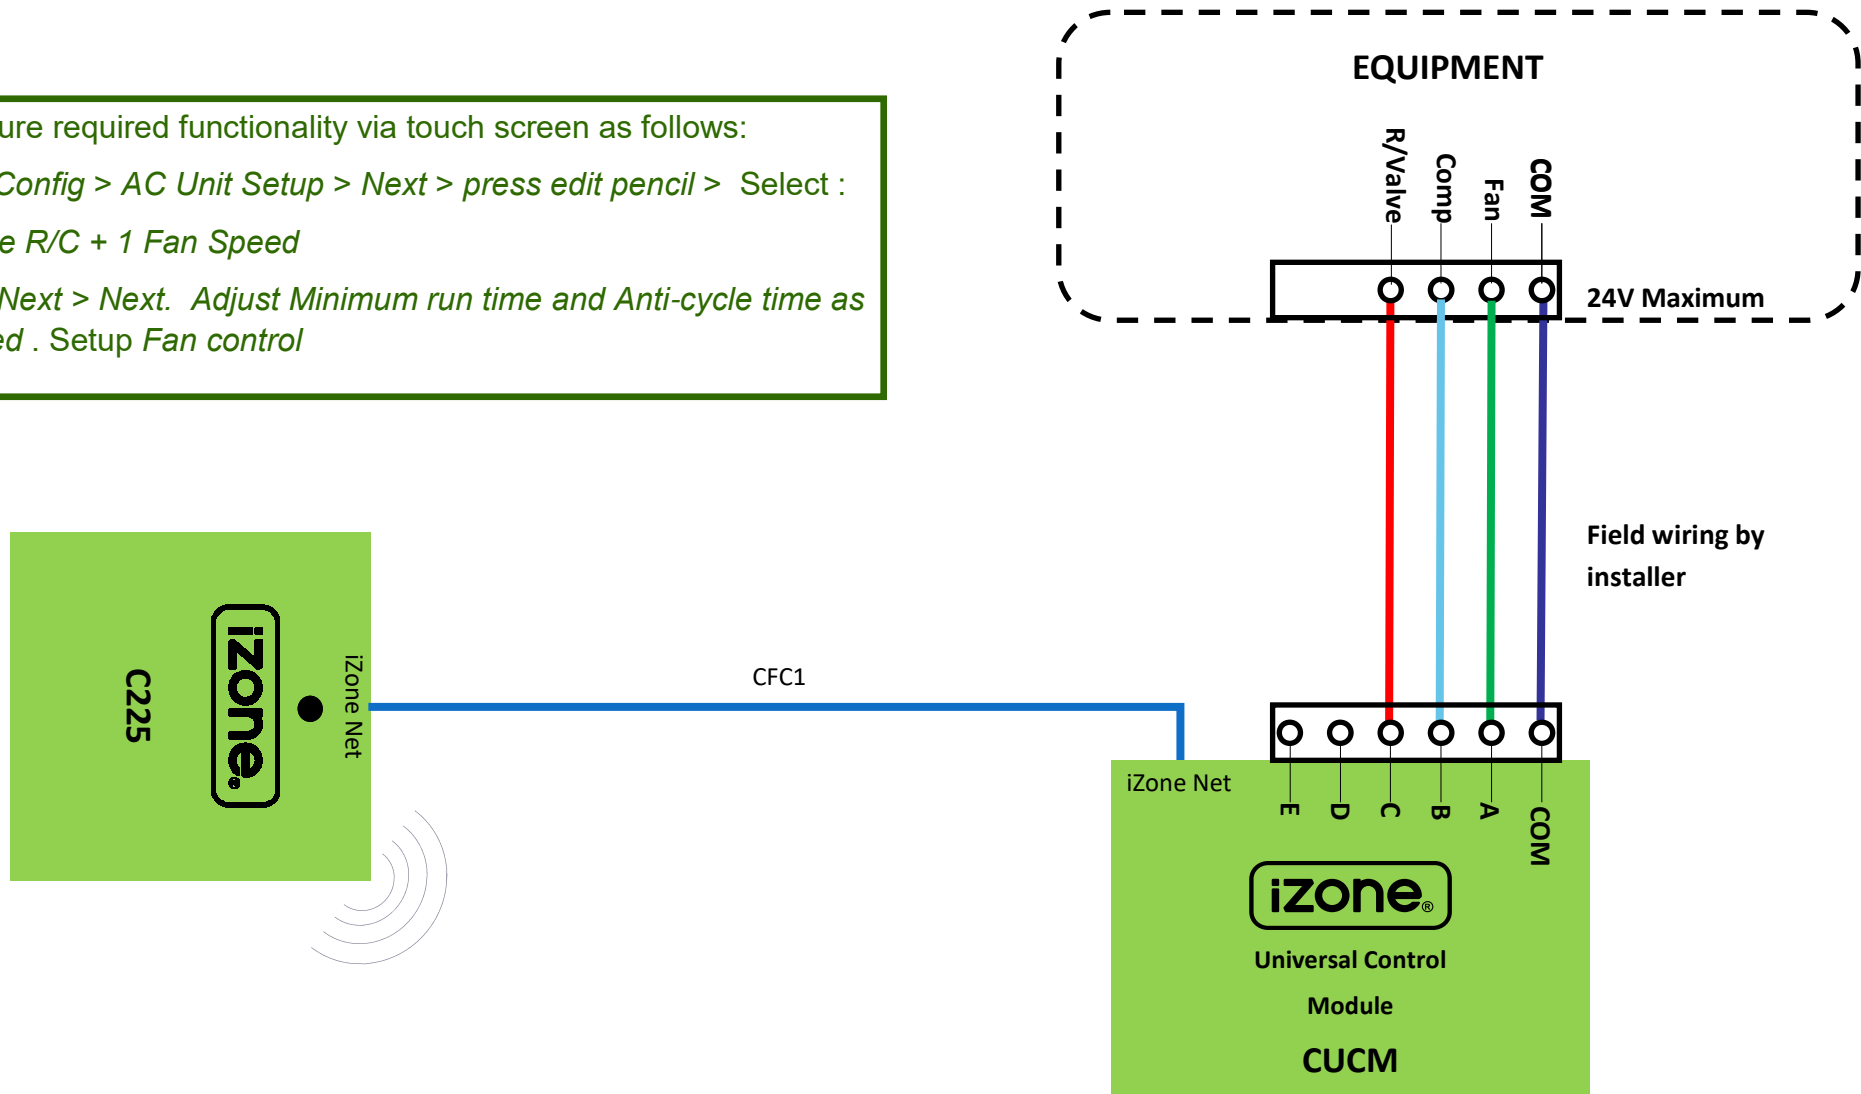 ure required functionality via touch screen as follows:
Config > AC Unit Setup > Next > press edit pencil > Select :
e R/C + 1 Fan Speed
Next > Next. Adjust Minimum run time and Anti-cycle time as
ed . Setup Fan control
EQUIPMENT
R/Valve
Comp
Fan
COM
24V Maximum
Field wiring by
installer
C225
izone®
iZone Net
CFC1
iZone Net
E
D
C
B
A
COM
izone®
Universal Control
Module
CUCM